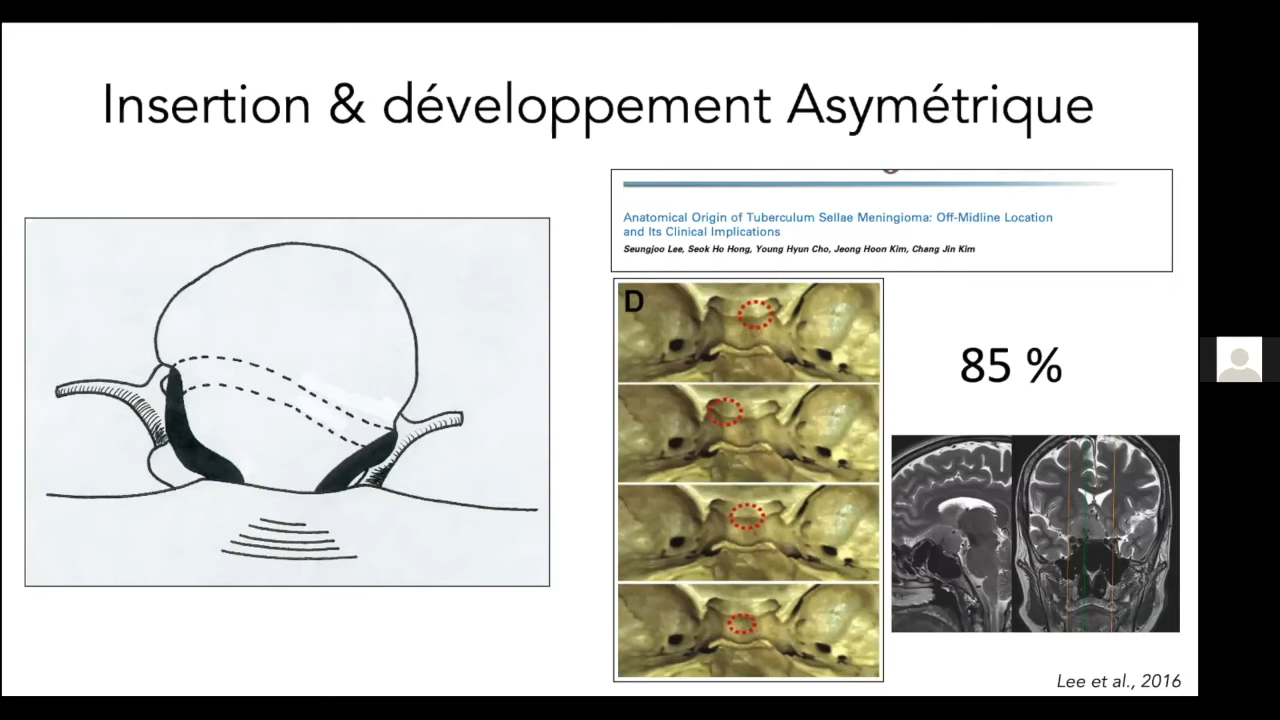 Insertion & développement Asymétrique
Anatomical Origin of Tuberculum Sellae Meningioma: Off-Midline Location
and Its Clinical Implications
Seungjoo Lee, Seok Ho Hong, Young Hyun Cho, Jeong Hoon Kim, Chang Jin Kim
D
85 %
Lee et al., 2016